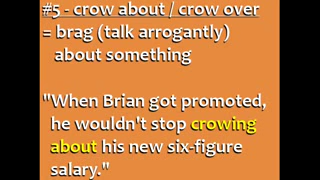 #5 - crow about / crow over
= brag (talk arrogantly)
about something
"When Brian got promoted,
he wouldn't stop crowing
about his new six-figure
salary."